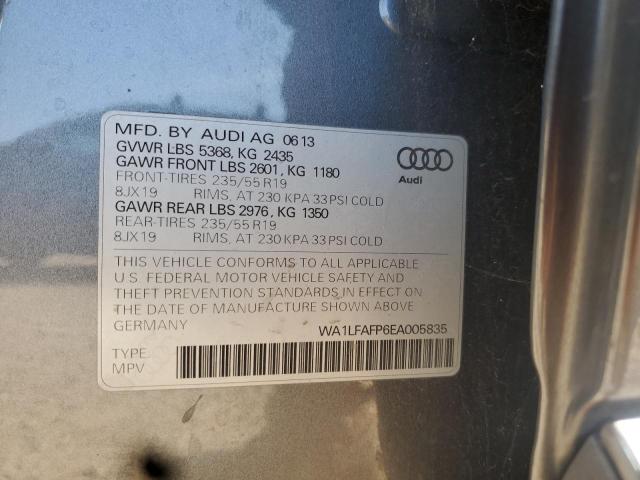 MFD. BY AUDI AG 06 13
GVWR LBS 5368, KG 2435
GAWR FRONT LBS 2601, KG 1180
FRONT-TIRES 235/55 R19
8JX19 RIMS, AT 230 KPA 33 PSI COLD
GAWR REAR LBS 2976, KG 1350
REAR-TIRES 235/55 R19
8JX19 RIMS, AT 230 KPA 33 PSI COLD
Audi
THIS VEHICLE CONFORMS TO ALL APPLICABLE
U.S. FEDERAL MOTOR VEHICLE SAFETY AND
THEFT PREVENTION STANDARDS IN EFFECT ON
THE DATE OF MANUFACTURE SHOWN ABOVE
GERMANY WA1LFAFP6EA005835
TYPE:
MPV